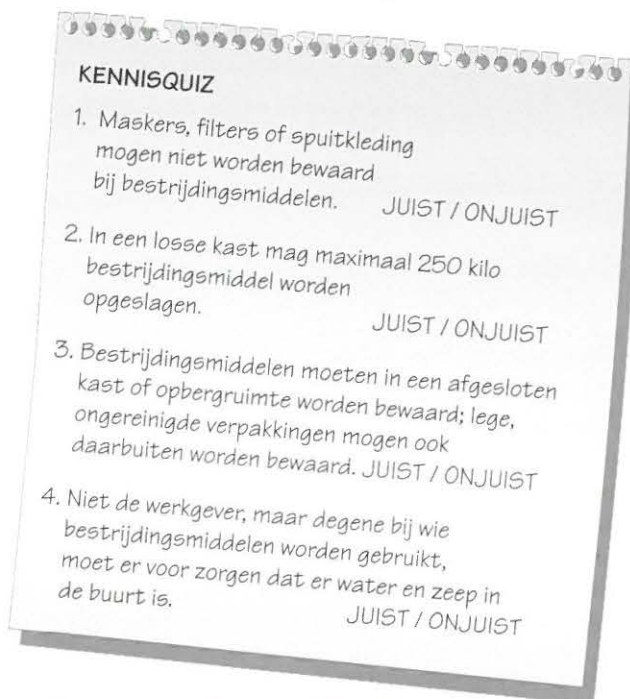 KENNISQUIZ
1. Maskers, filters of spuitkleding
mogen niet worden bewaard
bij bestrijdingsmiddelen. JUIST / ONJUIST
2. In een losse kast mag maximaal 250 kilo
bestrijdingsmiddel worden
opgeslagen. JUIST / ONJUIST
3. Bestrijdingsmiddelen moeten in een afgesloten
kast of opbergruimte worden bewaard; lege,
ongereinigde verpakkingen mogen ook
daarbuiten worden bewaard. JUIST / ONJUIST
4. Niet de werkgever, maar degene bij wie
bestrijdingsmiddelen worden gebruikt,
moet er voor zorgen dat er water en zeep in
de buurt is. JUIST / ONJUIST